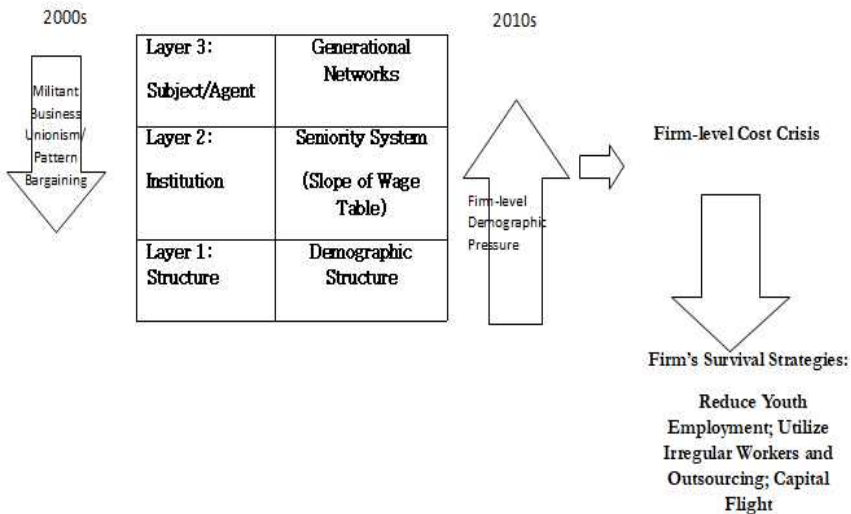 2000s
Militant
Business
Unionism/
Pattern
Bargaining
Layer 3:
Subject/Agent
Generational
Networks
Layer 2:
Institution
Seniority System
(Slope of Wage
Table)
Layer 1:
Structure
Demographic
Structure
2010s
Firm-level
Demographic
Pressure
Firm-level Cost Crisis
Firm's Survival Strategies:
Reduce Youth
Employment; Utilize
Irregular Workers and
Outsourcing; Capital
Flight